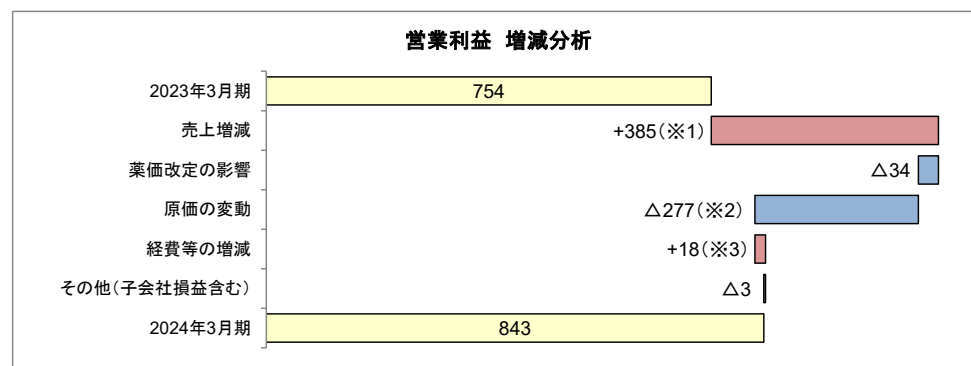 営業利益 増減分析
2023年3月期 754
売上増減 +385(※1)
薬価改定の影響 △34
原価の変動 △277(※2)
経費等の増減 +18(※3)
その他(子会社損益含む) △3
2024年3月期 843